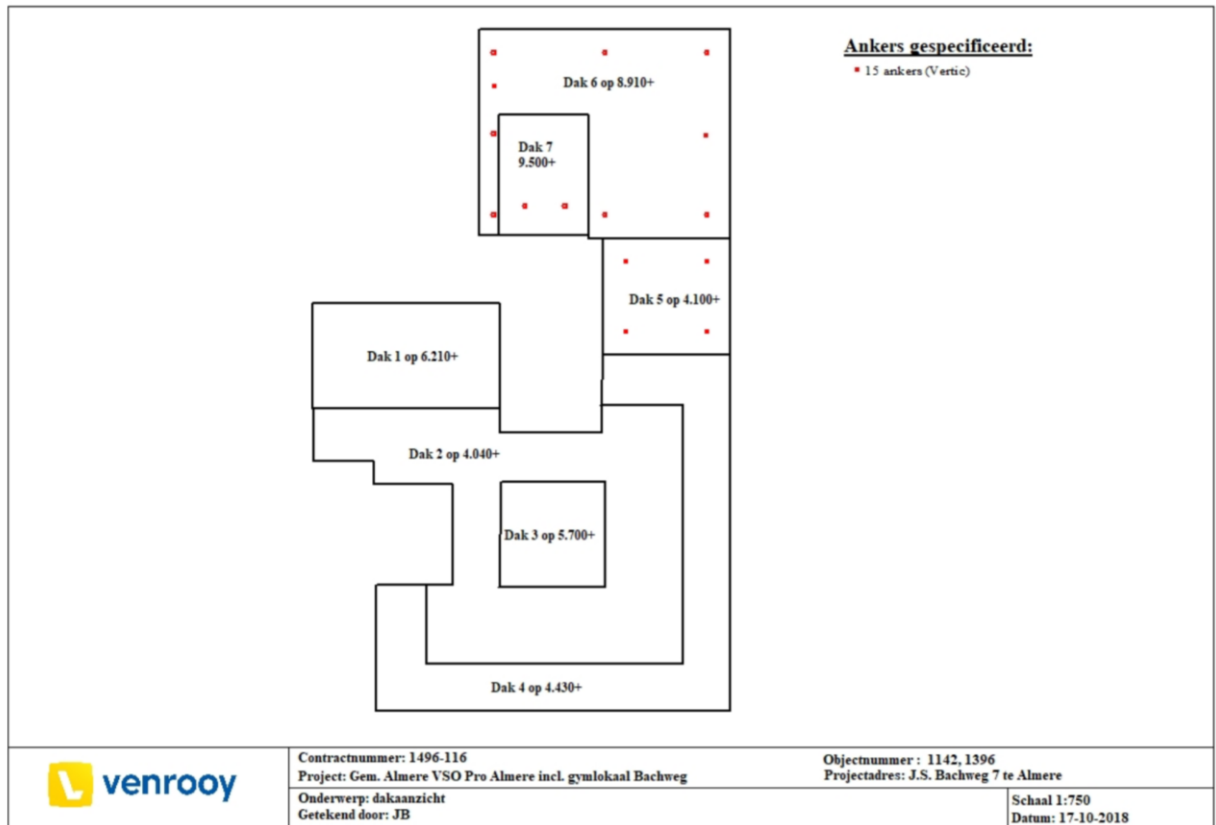 Ankers gespecificeerd:
15 ankers (Vertic)
Dak 6 op 8.910+
Dak 7
9.500+
Dak 5 op 4.100+
Dak 1 op 6.210+
Dak 2 op 4.040+
Dak 3 op 5.700+
Dak 4 op 4.430+
venrooy
Contractnummer: 1496-116
Project: Gem. Almere VSO Pro Almere incl. gymlokaal Bachweg
Objectnummer : 1142, 1396
Projectadres: J.S. Bachweg 7 te Almere
Onderwerp: dakaanzicht
Getekend door: JB
Schaal 1:750
Datum: 17-10-2018